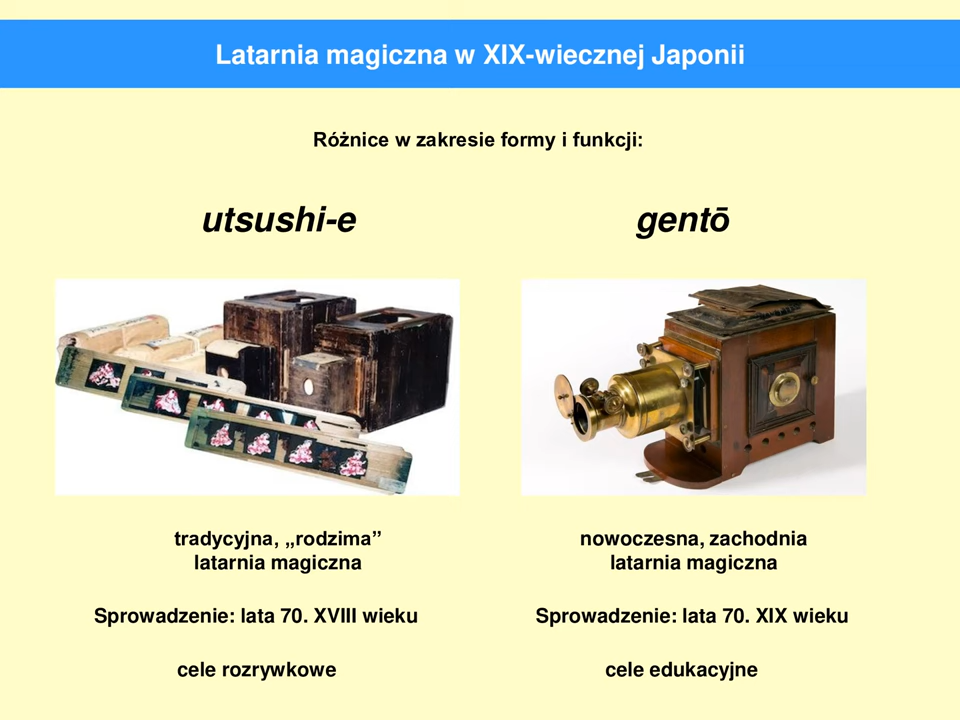 Latarnia magiczna w XIX-wiecznej Japonii
Różnice w zakresie formy i funkcji:
utsushi-e
gentō
tradycyjna, „rodzima”
latarnia magiczna
Sprowadzenie: lata 70. XVIII wieku
cele rozrywkowe
nowoczesna, zachodnia
latarnia magiczna
Sprowadzenie: lata 70. XIX wieku
cele edukacyjne